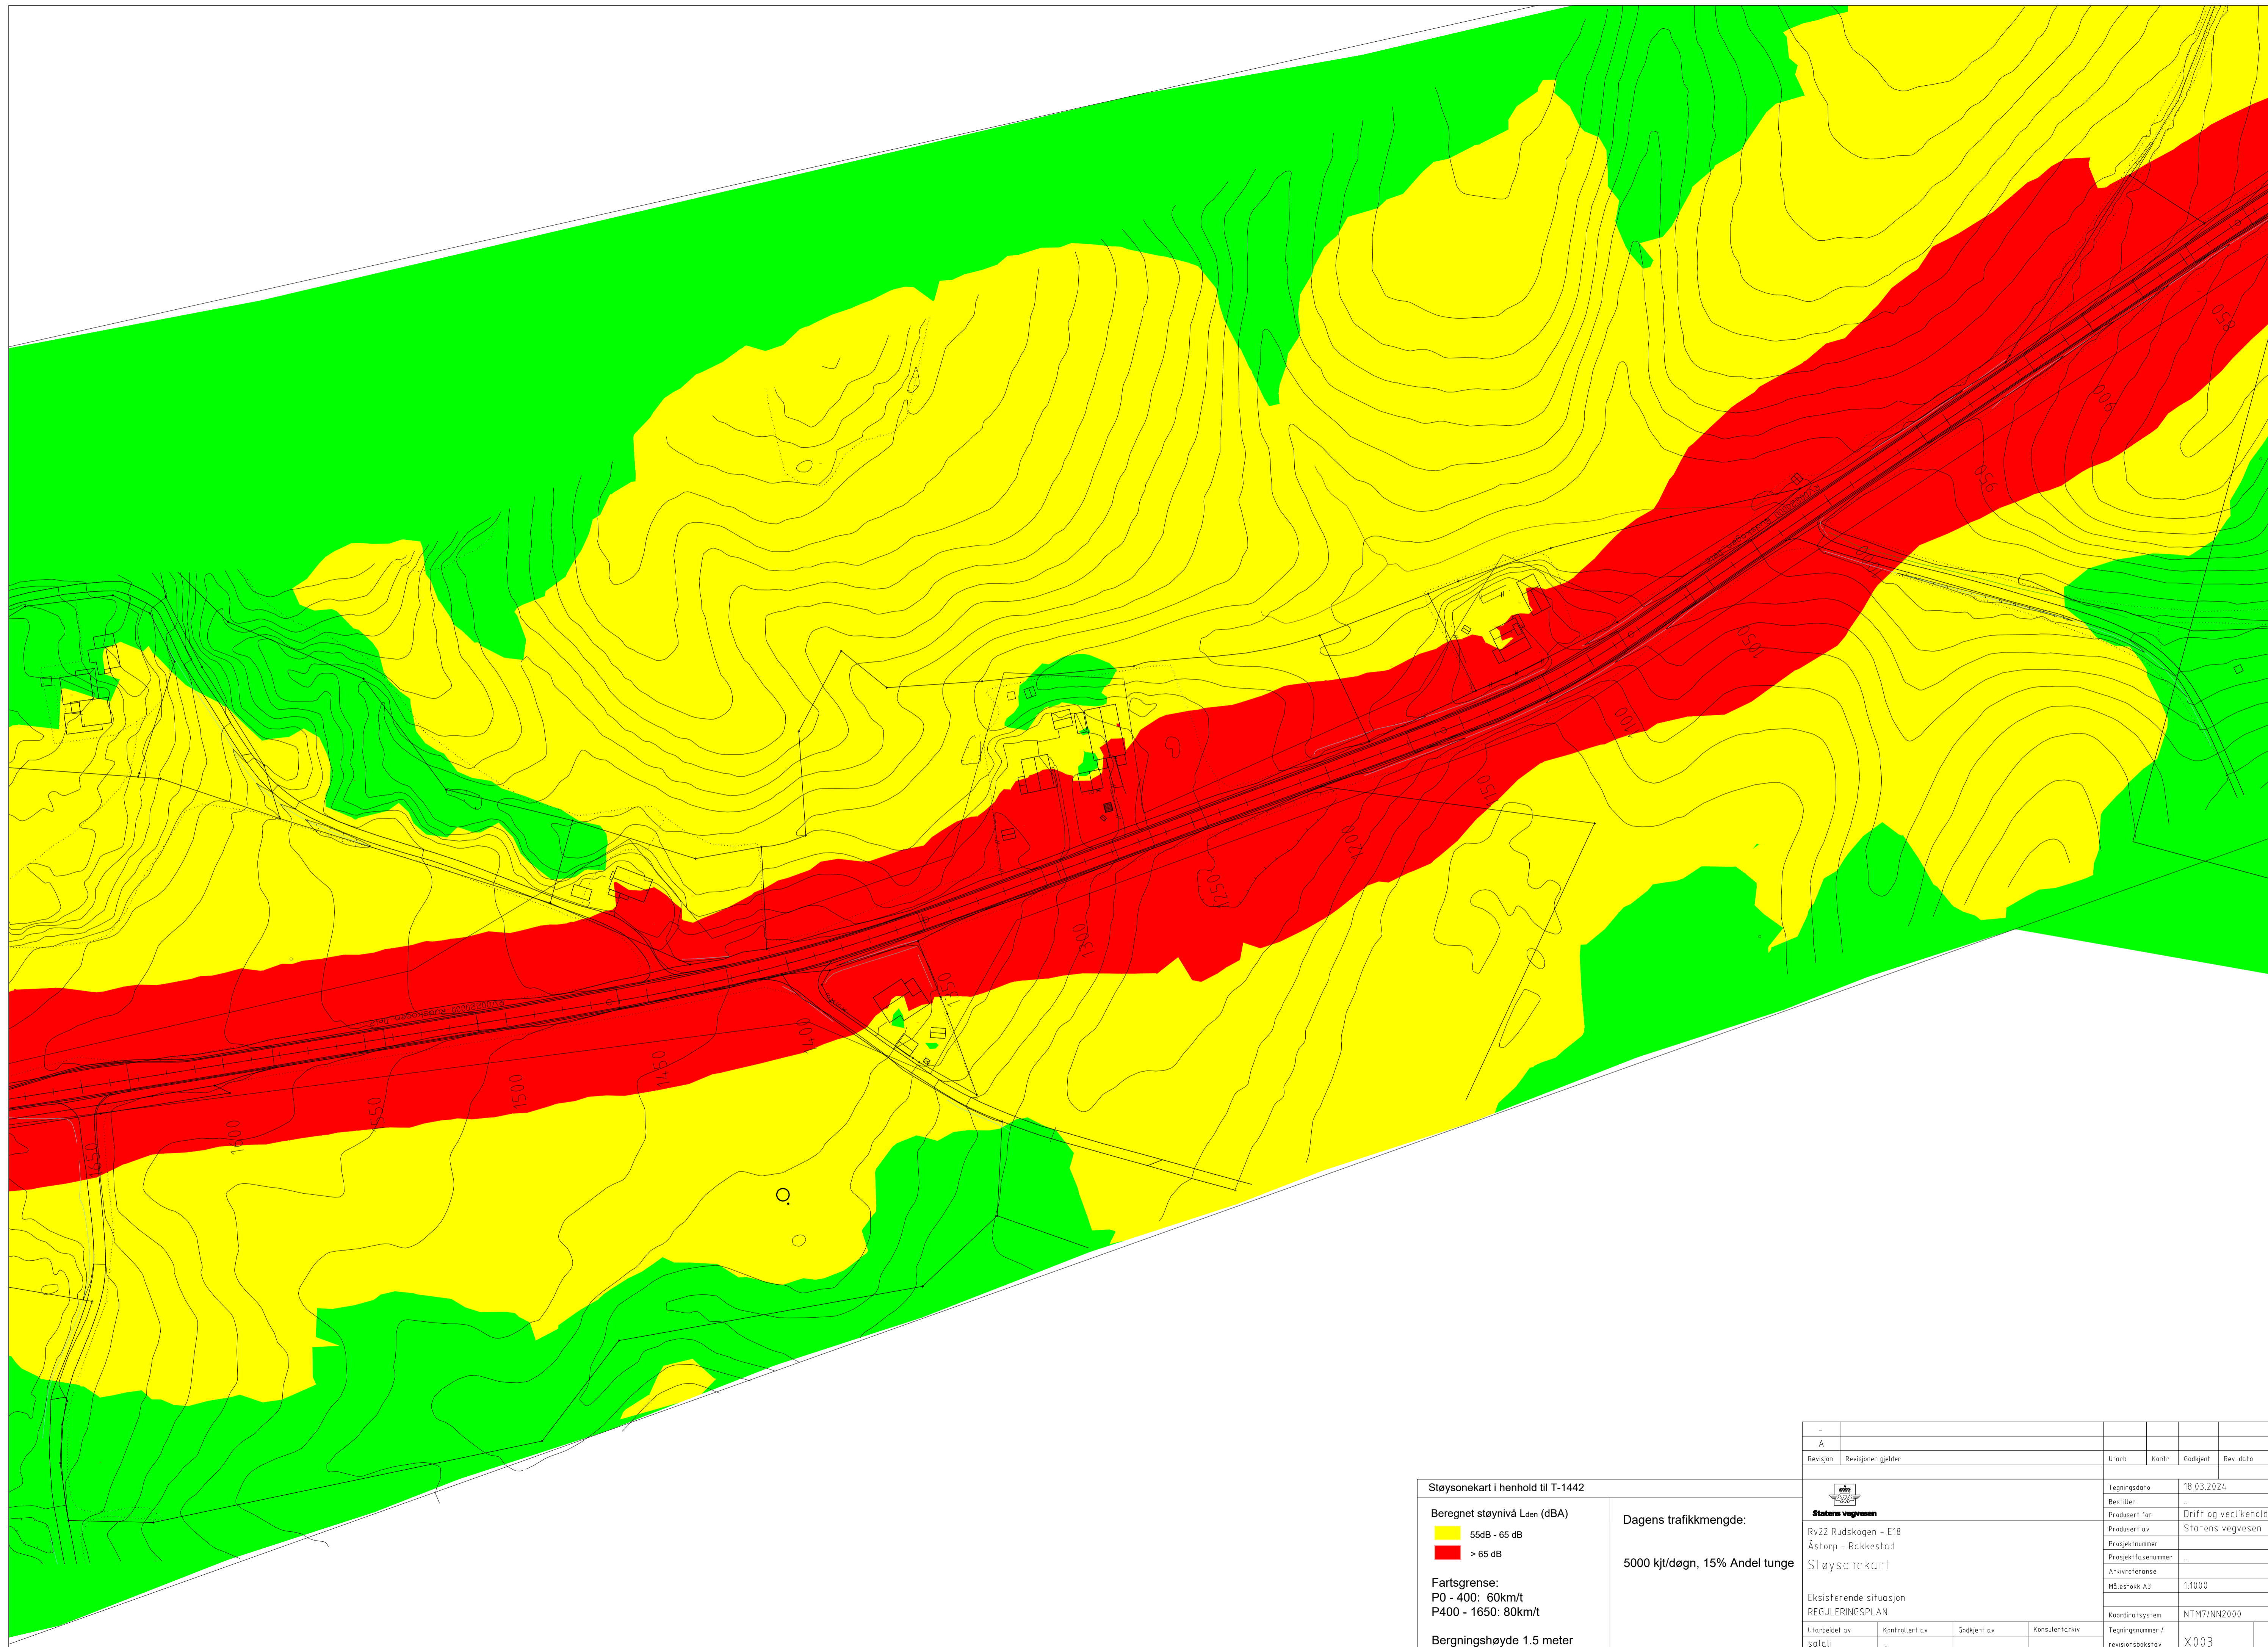 850
900
950
1000
1050
1100
1150
1200
1250
1300
1350
1400
1450
1500
1550
1600
1650
Støysonekart i henhold til T-1442
Beregnet støynivå Lden (dBA)
55dB - 65 dB
> 65 dB
Fartsgrense:
P0 - 400: 60km/t
P400 - 1650: 80km/t
Bergningshøyde 1.5 meter
Dagens trafikkmengde:
5000 kjt/døgn, 15% Andel tunge
-
A
Revisjon Revisjonen gjelder Utarb Kontr Godkjent Rev. dato
Statens vegvesen
Rv22 Rudskogen - E18
Åstorp - Rakkestad
Støysonekart
Eksisterende situasjon
REGULERINGSPLAN
Utarbeidet av Kontrollert av Godkjent av Konsulentarkiv
salali
Tegningsdato 18.03.2024
Bestiller
Produsert for Drift og vedlikehold
Produsert av Statens vegvesen
Prosjektnummer
Prosjektfasenummer
Arkivreferanse
Målestokk A3 1:1000
Koordinatsystem NTM7/NN2000
Tegningsnummer /
revisjonsbokstav X003